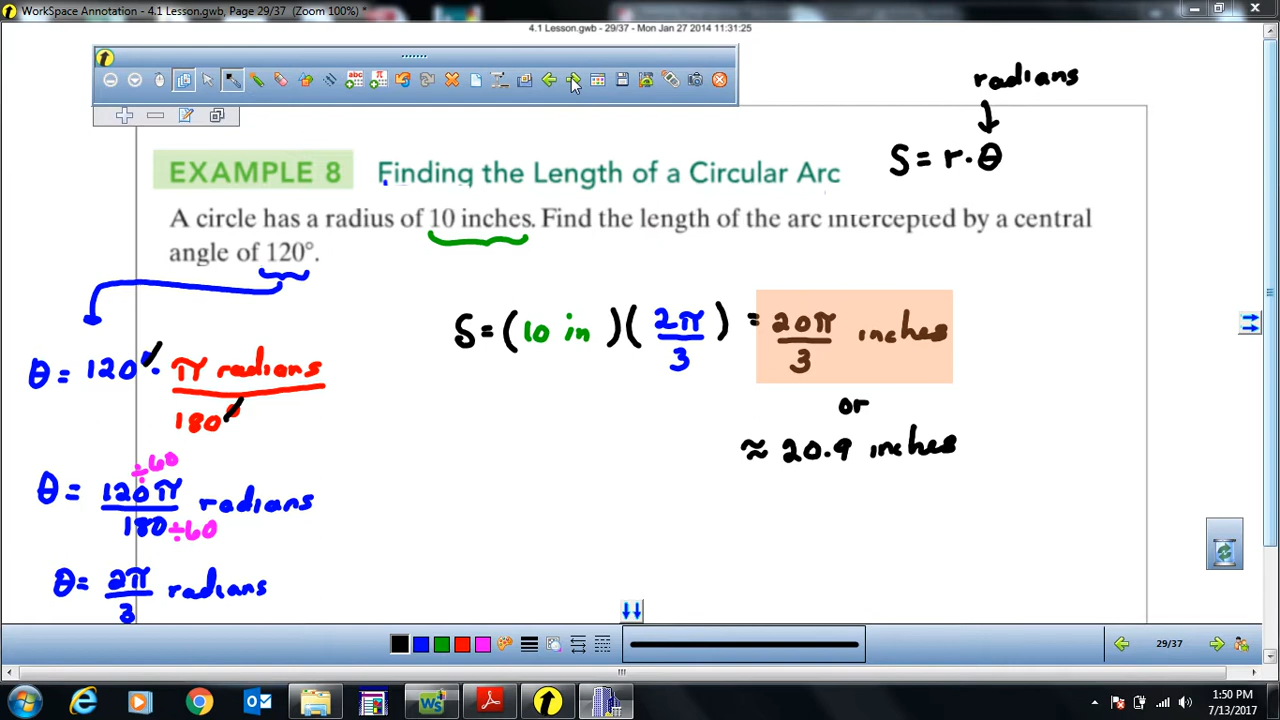 WorkSpace Annotation - 4.1 Lesson.gwb, Page 29/37 (Zoom 100%) *
4.1 Lesson.gwb - 29/37 - Mon Jan 27 2014 11:31:25
radians
S = r · θ
EXAMPLE 8 Finding the Length of a Circular Arc
A circle has a radius of 10 inches. Find the length of the arc intercepted by a central
angle of 120°.
S = (10 in)(2π/3) = 20π/3 inches
or
≈ 20.9 inches
θ = 120° · π radians/180°
θ = 120π/180 radians
÷60
÷60
θ = 2π/3 radians
29/37
1:50 PM
7/13/2017